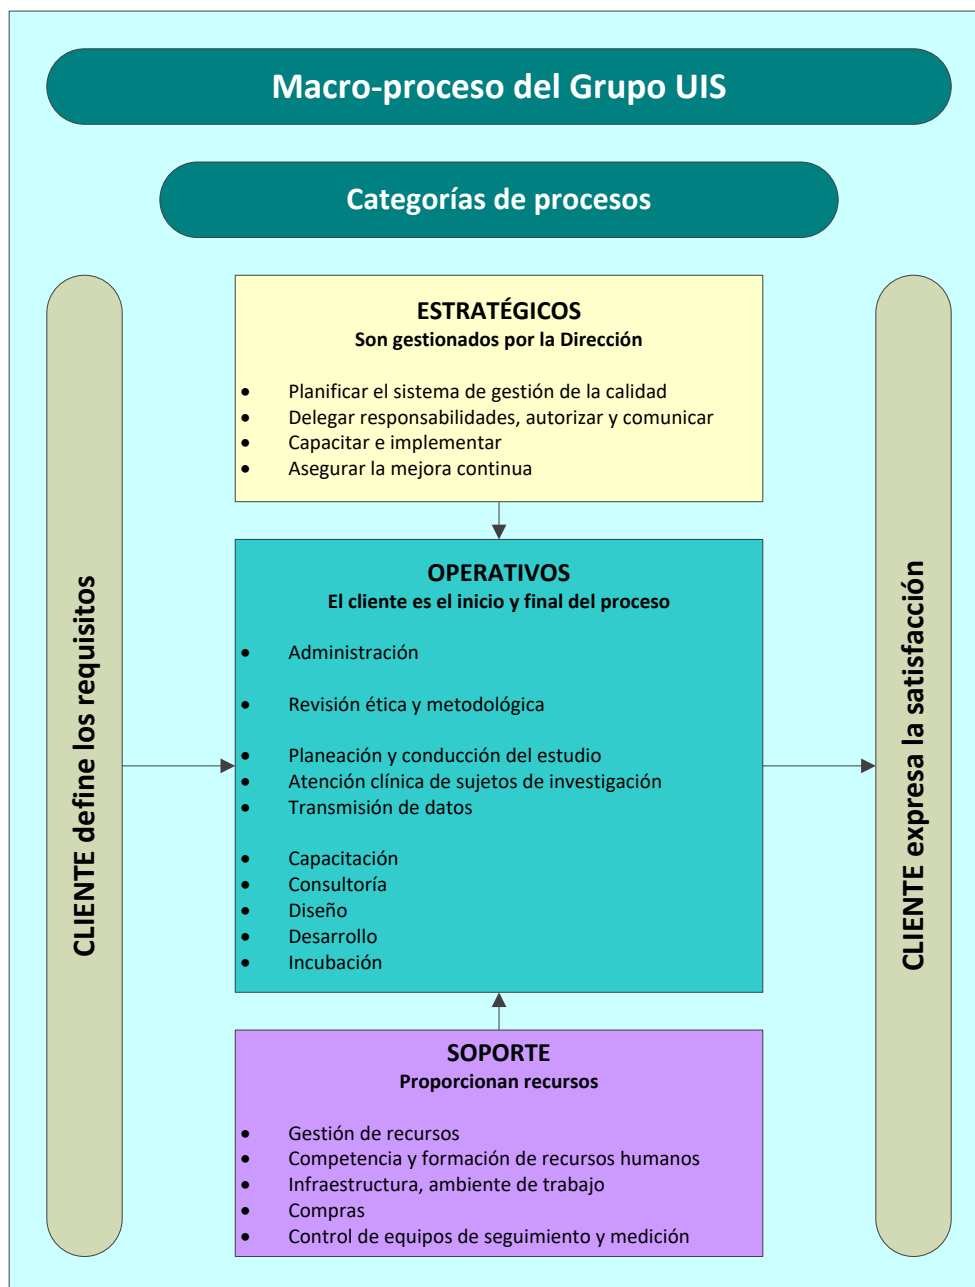 Macro-proceso del Grupo UIS
Categorías de procesos
CLIENTE define los requisitos
ESTRATÉGICOS
Son gestionados por la Dirección
• Planificar el sistema de gestión de la calidad
• Delegar responsabilidades, autorizar y comunicar
• Capacitar e implementar
• Asegurar la mejora continua
OPERATIVOS
El cliente es el inicio y final del proceso
• Administración
• Revisión ética y metodológica
• Planeación y conducción del estudio
• Atención clínica de sujetos de investigación
• Transmisión de datos
• Capacitación
• Consultoría
• Diseño
• Desarrollo
• Incubación
SOPORTE
Proporcionan recursos
• Gestión de recursos
• Competencia y formación de recursos humanos
• Infraestructura, ambiente de trabajo
• Compras
• Control de equipos de seguimiento y medición
CLIENTE expresa la satisfacción